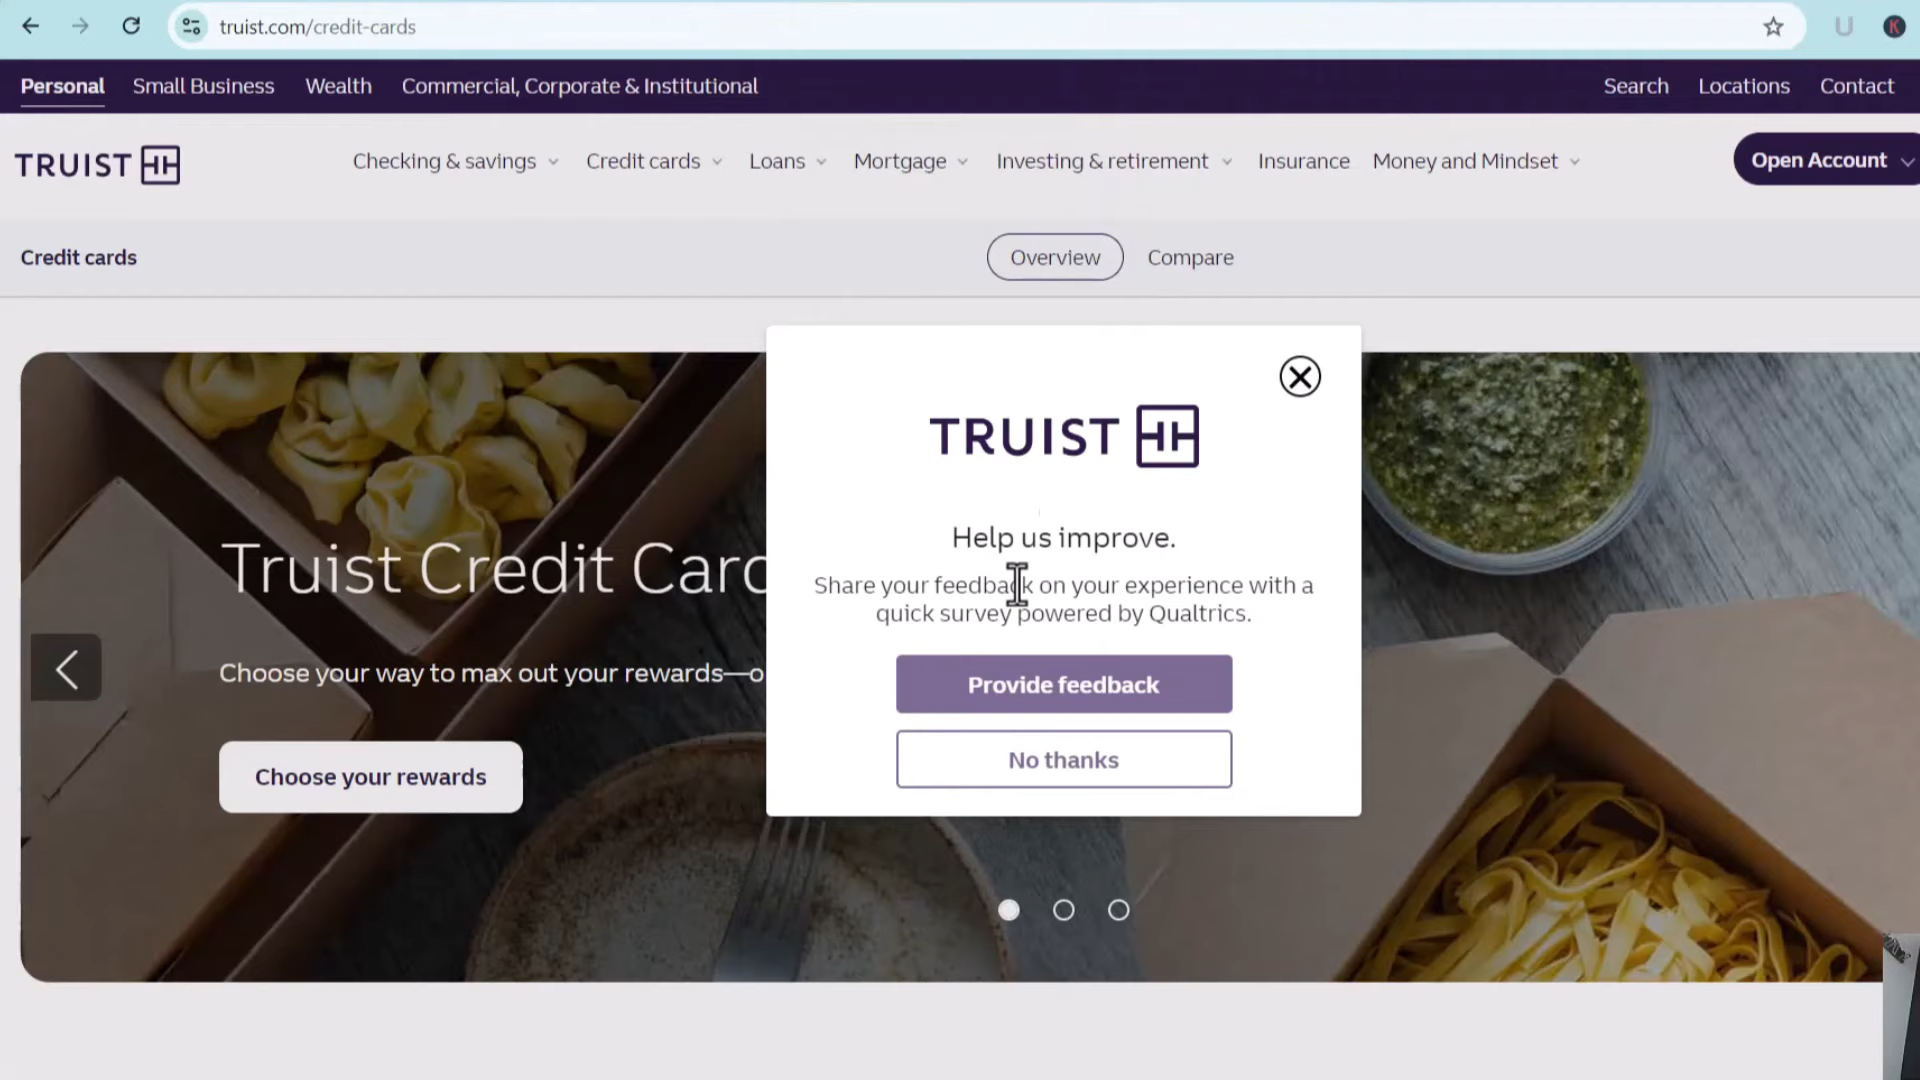 truist.com/credit-cards
U
K
Personal Small Business Wealth Commercial, Corporate & Institutional Search Locations Contact
TRUIST Checking & savings Credit cards Loans Mortgage Investing & retirement Insurance Money and Mindset Open Account
Credit cards Overview Compare
TRUIST
Help us improve.
Share your feedback on your experience with a
quick survey powered by Qualtrics.
Provide feedback
No thanks
Truist Credit Card
Choose your way to max out your rewards—o
Choose your rewards